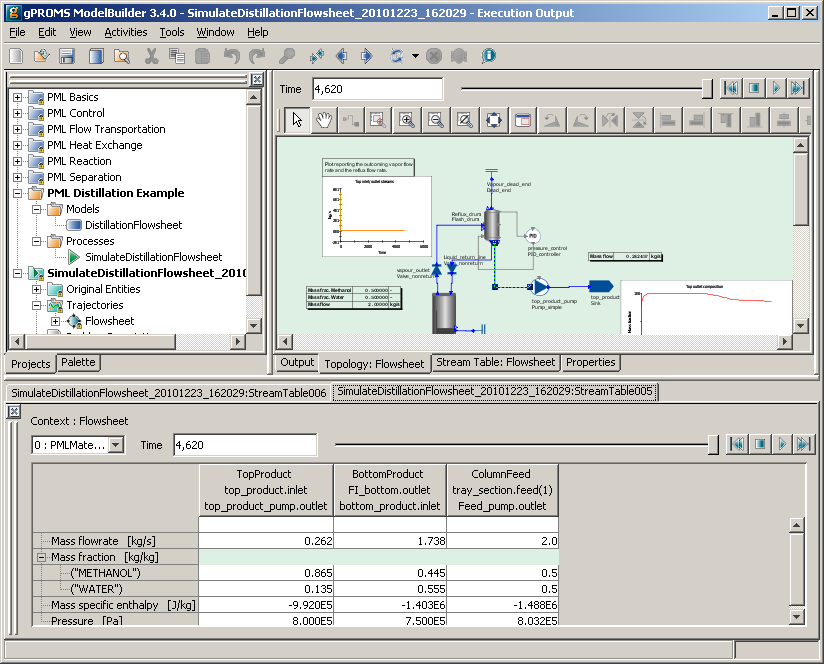 gPROMS ModelBuilder 3.4.0 - SimulateDistillationFlowsheet_20101223_162029 - Execution Output
File Edit View Activities Tools Window Help
PML Basics
PML Control
PML Flow Transportation
PML Heat Exchange
PML Reaction
PML Separation
PML Distillation Example
Models
DistillationFlowsheet
Processes
SimulateDistillationFlowsheet
SimulateDistillationFlowsheet_2010
Original Entities
Trajectories
Flowsheet
Projects Palette
Time 4,620
Plot reporting the outcoming vapor flow
rate and the reflux flow rate.
Top inlet/outlet streams
kg/s
0 2000 4000 6000
Time
Vapour_dead_end
Dead_end
Reflux_drum
Flash_drum
PID
pressure_control
PID_controller
Liquid_return_line
Valve_nonreturn
vapour_outlet
Valve_nonreturn
Mass flow 0.262437 kg/s
Mass frac. Methanol 0.500000 -
Mass frac. Water 0.500000 -
Mass flow 2.00000 kg/s
top_product_pump
Pump_simple
top_product
Sink
Top outlet composition
Output Topology: Flowsheet Stream Table: Flowsheet Properties
SimulateDistillationFlowsheet_20101223_162029:StreamTable006 SimulateDistillationFlowsheet_20101223_162029:StreamTable005
Context : Flowsheet
0 : PMLMate... Time 4,620
TopProduct BottomProduct ColumnFeed
top_product.inlet FI_bottom.outlet tray_section.feed(1)
top_product_pump.outlet bottom_product.inlet Feed_pump.outlet
Mass flowrate [kg/s] 0.262 1.738 2.0
Mass fraction [kg/kg]
("METHANOL") 0.865 0.445 0.5
("WATER") 0.135 0.555 0.5
Mass specific enthalpy [J/kg] -9.920E5 -1.403E6 -1.488E6
Pressure [Pa] 8.000E5 7.500E5 8.032E5